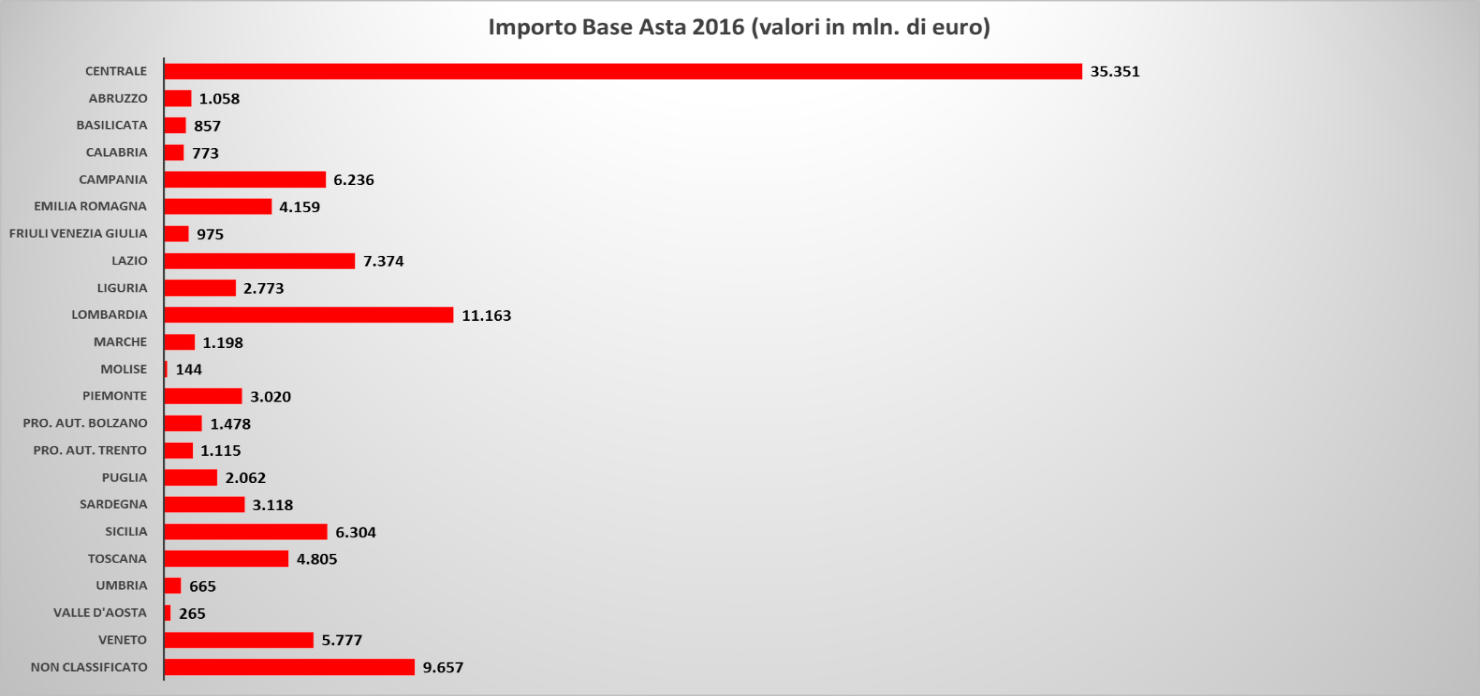 Importo Base Asta 2016 (valori in mln. di euro)
CENTRALE 35.351
ABRUZZO 1.058
BASILICATA 857
CALABRIA 773
CAMPANIA 6.236
EMILIA ROMAGNA 4.159
FRIULI VENEZIA GIULIA 975
LAZIO 7.374
LIGURIA 2.773
LOMBARDIA 11.163
MARCHE 1.198
MOLISE 144
PIEMONTE 3.020
PRO. AUT. BOLZANO 1.478
PRO. AUT. TRENTO 1.115
PUGLIA 2.062
SARDEGNA 3.118
SICILIA 6.304
TOSCANA 4.805
UMBRIA 665
VALLE D'AOSTA 265
VENETO 5.777
NON CLASSIFICATO 9.657